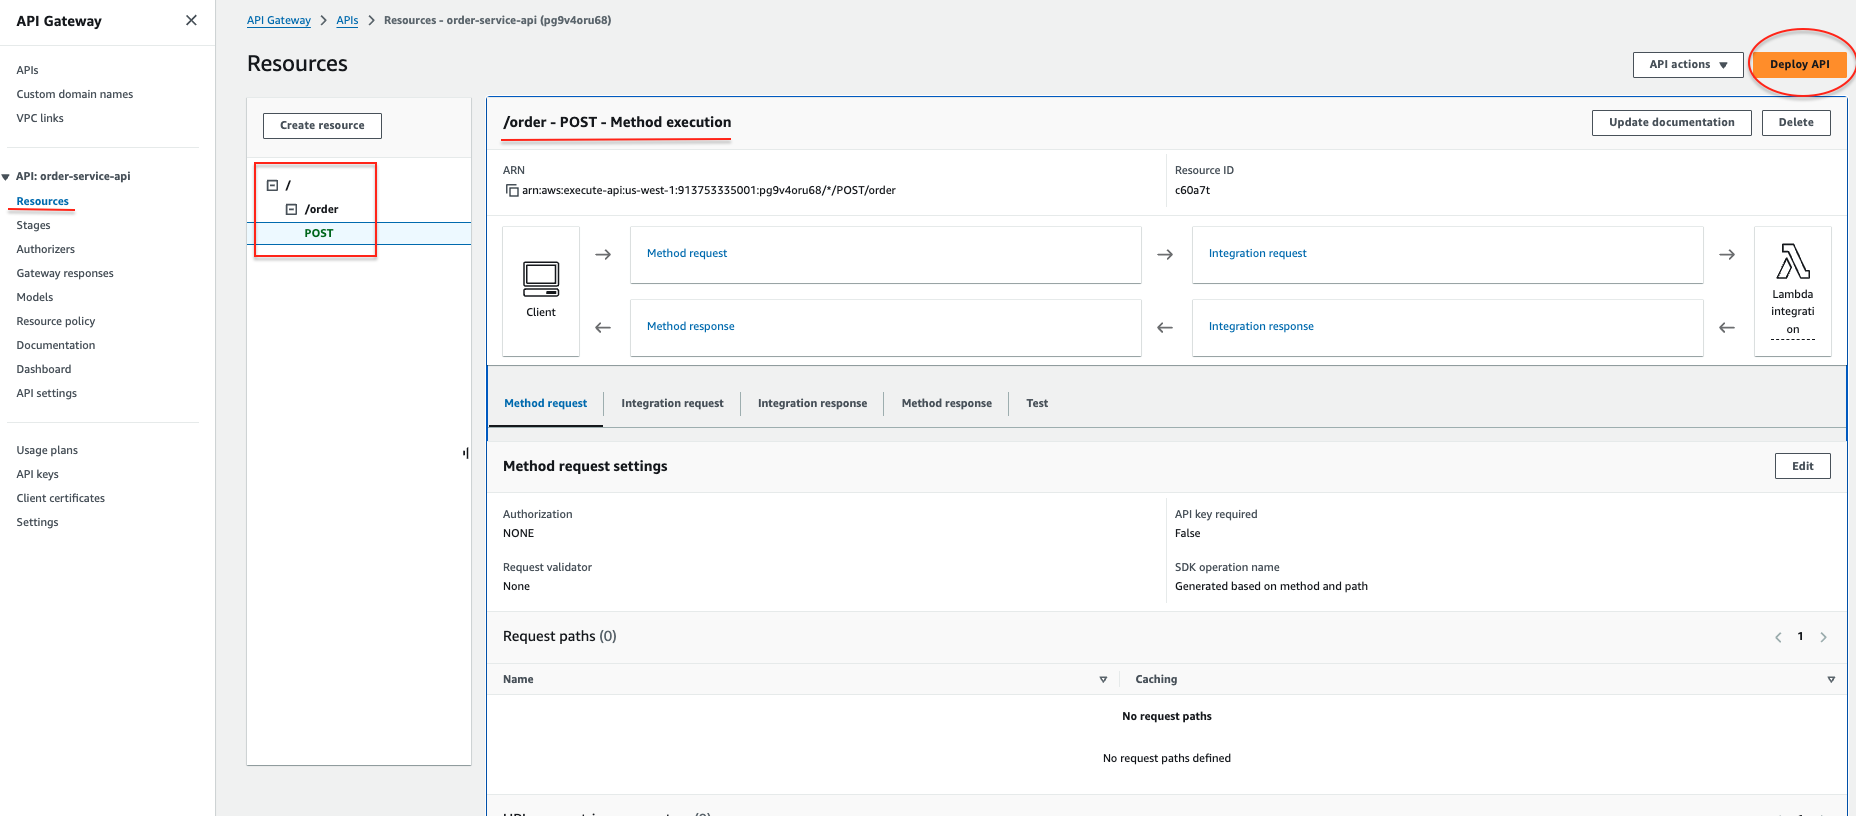 API Gateway
APIs
Custom domain names
VPC links
API: order-service-api
Resources
Stages
Authorizers
Gateway responses
Models
Resource policy
Documentation
Dashboard
API settings
Usage plans
API keys
Client certificates
Settings
API Gateway > APIs > Resources - order-service-api (pg9v4oru68)
Resources
API actions
Deploy API
Create resource
/
/order
POST
/order - POST - Method execution
Update documentation
Delete
ARN
arn:aws:execute-api:us-west-1:913753335001:pg9v4oru68/*/POST/order
Resource ID
c60a7t
Client
Method request
Integration request
Method response
Integration response
Lambda
integrati
on
Method request
Integration request
Integration response
Method response
Test
Method request settings
Edit
Authorization
NONE
API key required
False
Request validator
None
SDK operation name
Generated based on method and path
Request paths (0)
1
Name
Caching
No request paths
No request paths defined